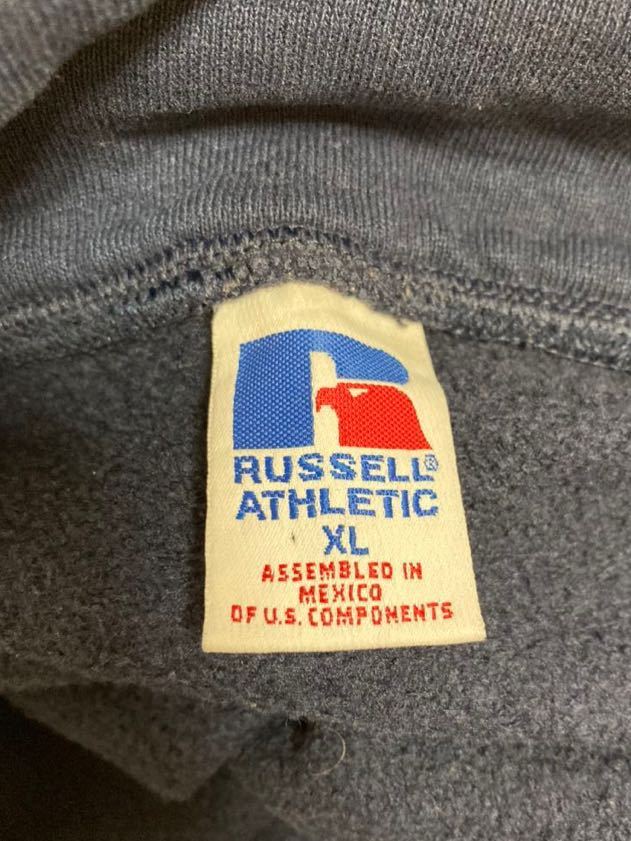 RUSSELL®
ATHLETIC
XL
ASSEMBLED IN
MEXICO
OF U.S. COMPONENTS